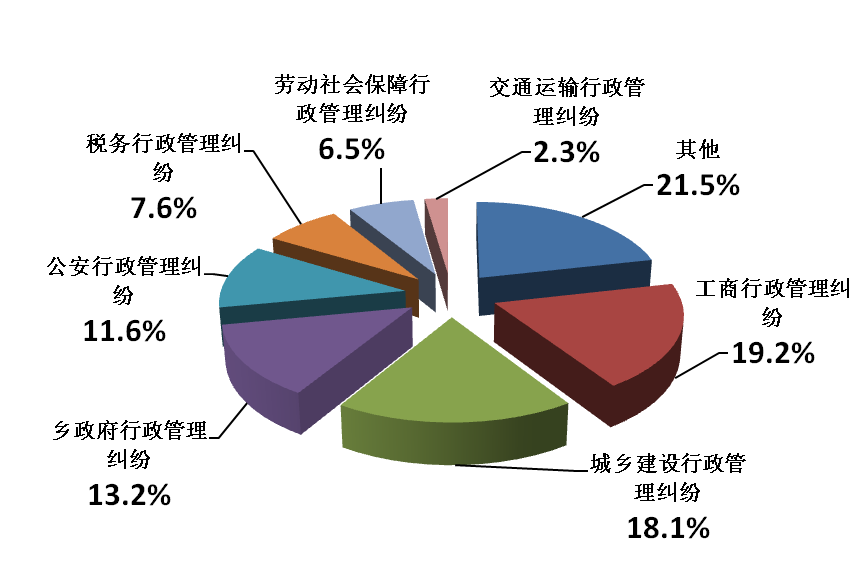 劳动社会保障行
政管理纠纷
6.5%
交通运输行政管
理纠纷
2.3%
其他
21.5%
税务行政管理纠
纷
7.6%
公安行政管理纠
纷
11.6%
工商行政管理纠
纷
19.2%
乡政府行政管理
纠纷
13.2%
城乡建设行政管
理纠纷
18.1%